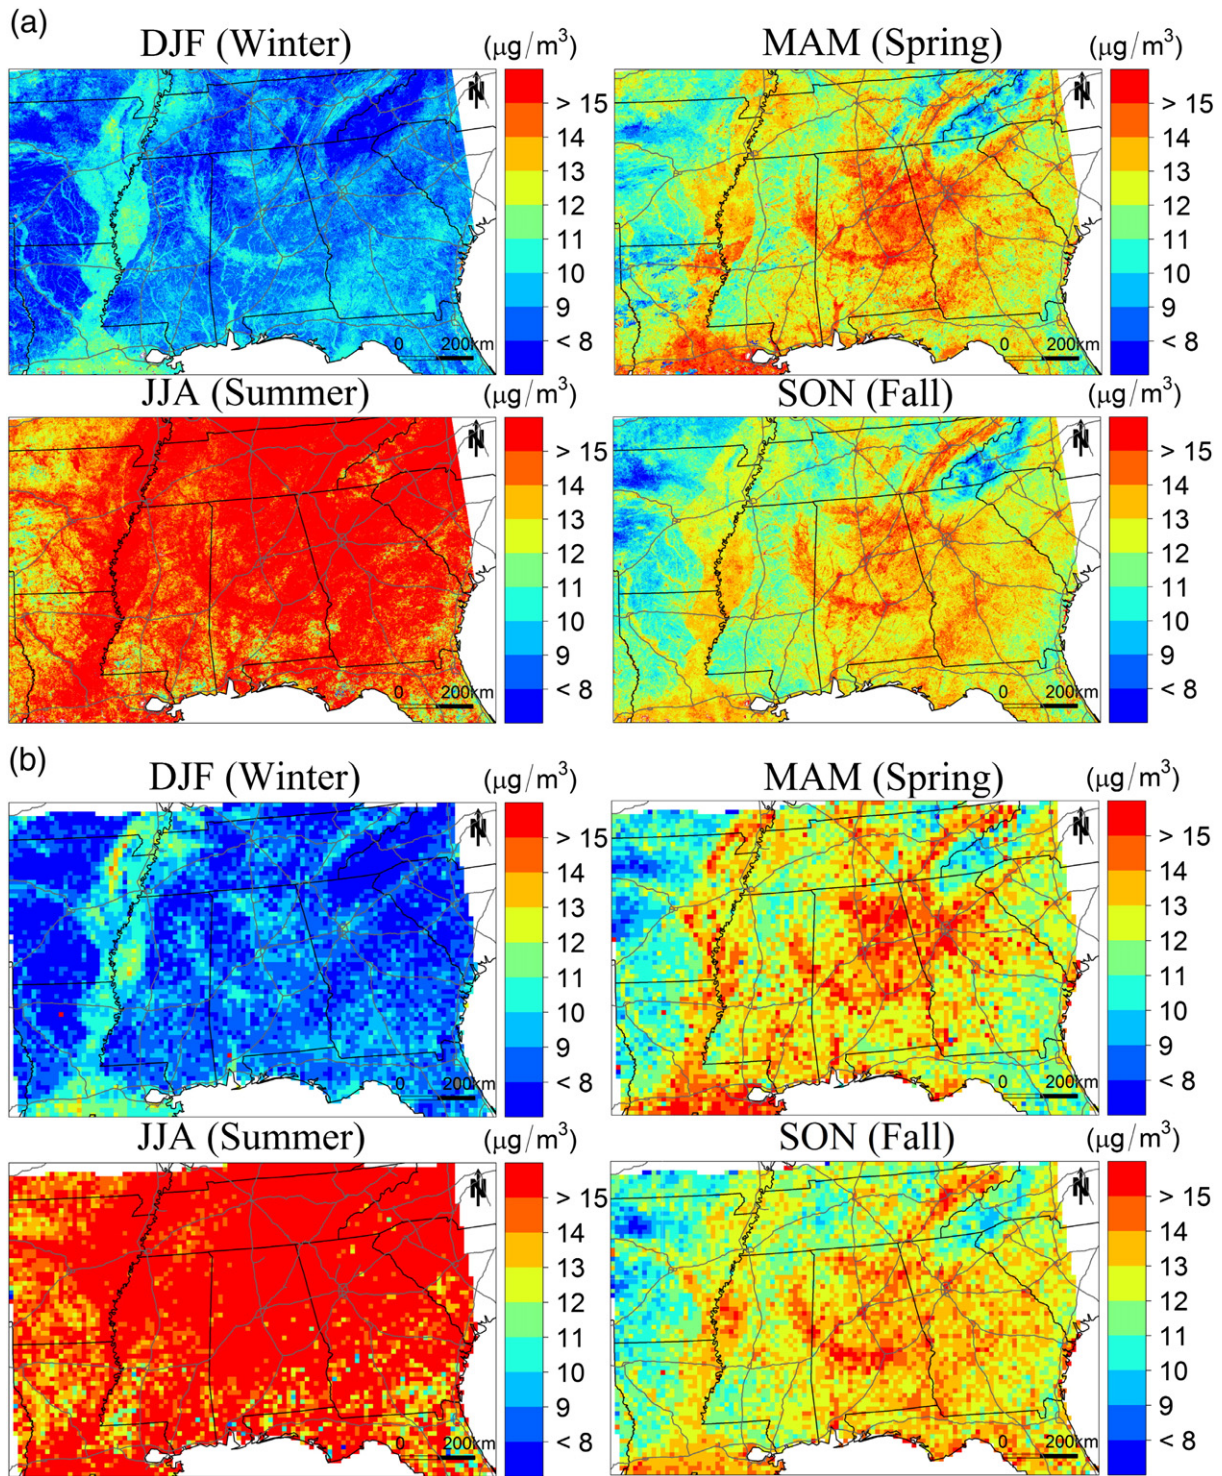 (a)
DJF (Winter) (μg/m³) MAM (Spring) (μg/m³)
N > 15 N > 15
14 14
13 13
12 12
11 11
10 10
9 9
0 200km < 8 0 200km < 8
JJA (Summer) (μg/m³) SON (Fall) (μg/m³)
N > 15 N > 15
14 14
13 13
12 12
11 11
10 10
9 9
0 200km < 8 0 200km < 8
(b)
DJF (Winter) (μg/m³) MAM (Spring) (μg/m³)
N > 15 N > 15
14 14
13 13
12 12
11 11
10 10
9 9
0 200km < 8 0 200km < 8
JJA (Summer) (μg/m³) SON (Fall) (μg/m³)
N > 15 N > 15
14 14
13 13
12 12
11 11
10 10
9 9
0 200km < 8 0 200km < 8